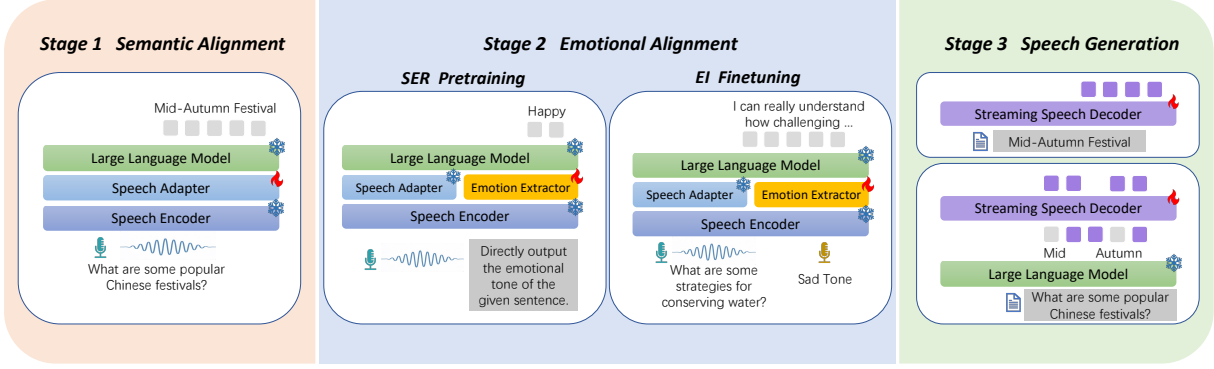 Stage 1 Semantic Alignment
Mid-Autumn Festival
Large Language Model
Speech Adapter
Speech Encoder
What are some popular
Chinese festivals?
Stage 2 Emotional Alignment
SER Pretraining
Happy
Large Language Model
Speech Adapter
Emotion Extractor
Speech Encoder
Directly output
the emotional
tone of the
given sentence.
EI Finetuning
I can really understand
how challenging ...
Large Language Model
Speech Adapter
Emotion Extractor
Speech Encoder
What are some
strategies for
conserving water?
Sad Tone
Stage 3 Speech Generation
Streaming Speech Decoder
Mid-Autumn Festival
Streaming Speech Decoder
Mid
Autumn
Large Language Model
What are some popular
Chinese festivals?